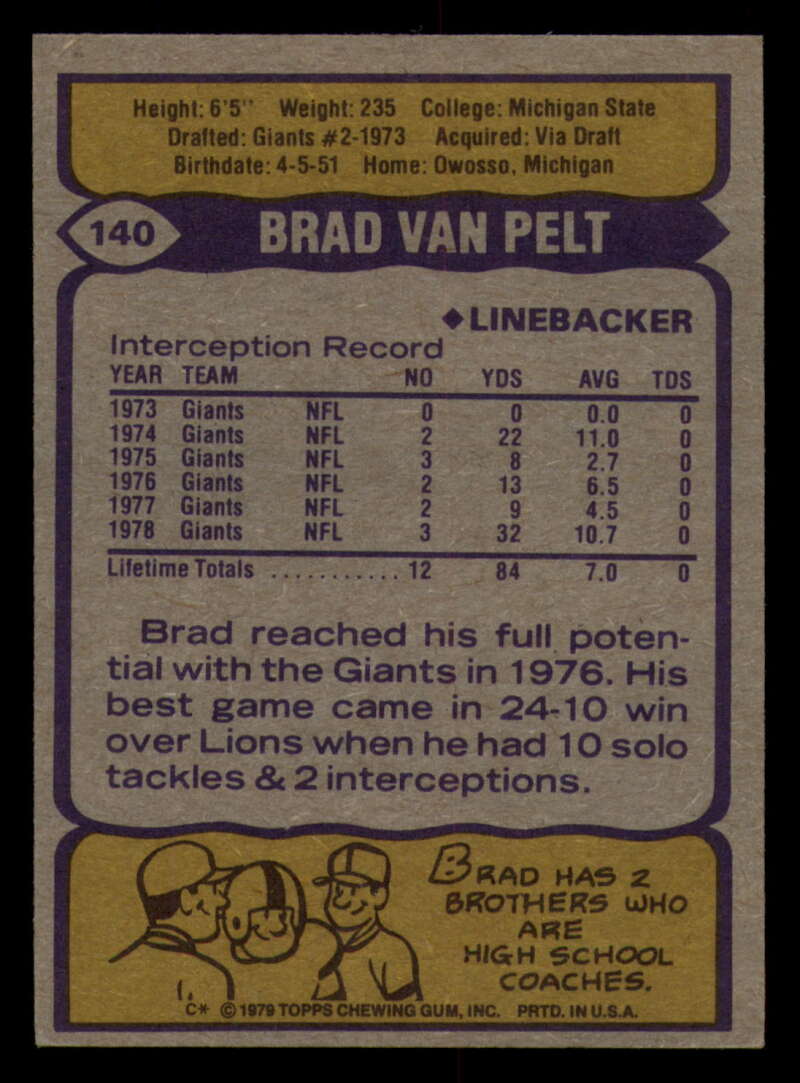 Height: 6'5" Weight: 235 College: Michigan State
Drafted: Giants #2-1973 Acquired: Via Draft
Birthdate: 4-5-51 Home: Owosso, Michigan
140 BRAD VAN PELT
◆LINEBACKER
Interception Record
YEAR TEAM NO YDS AVG TDS
1973 Giants NFL 0 0 0.0 0
1974 Giants NFL 2 22 11.0 0
1975 Giants NFL 3 8 2.7 0
1976 Giants NFL 2 13 6.5 0
1977 Giants NFL 2 9 4.5 0
1978 Giants NFL 3 32 10.7 0
Lifetime Totals ............ 12 84 7.0 0
Brad reached his full poten-
tial with the Giants in 1976. His
best game came in 24-10 win
over Lions when he had 10 solo
tackles & 2 interceptions.
BRAD HAS 2
BROTHERS WHO
ARE
HIGH SCHOOL
COACHES.
C* © 1979 TOPPS CHEWING GUM, INC. PRTD. IN U.S.A.